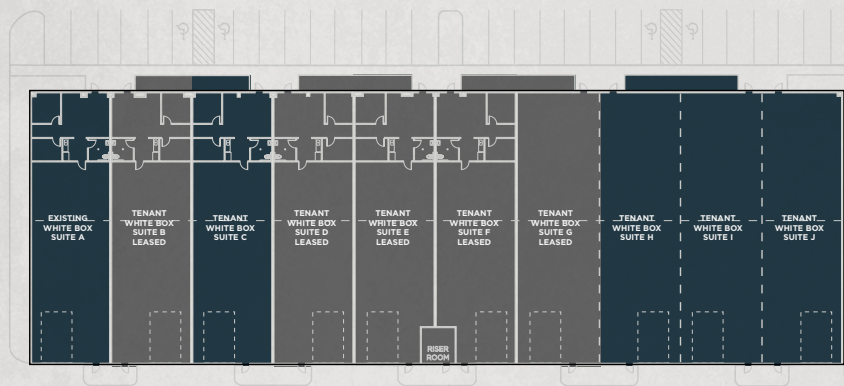 EXISTING
WHITE BOX
SUITE A
TENANT
WHITE BOX
SUITE B
LEASED
TENANT
WHITE BOX
SUITE C
TENANT
WHITE BOX
SUITE D
LEASED
TENANT
WHITE BOX
SUITE E
LEASED
TENANT
WHITE BOX
SUITE F
LEASED
TENANT
WHITE BOX
SUITE G
LEASED
TENANT
WHITE BOX
SUITE H
TENANT
WHITE BOX
SUITE I
TENANT
WHITE BOX
SUITE J
RISER
ROOM